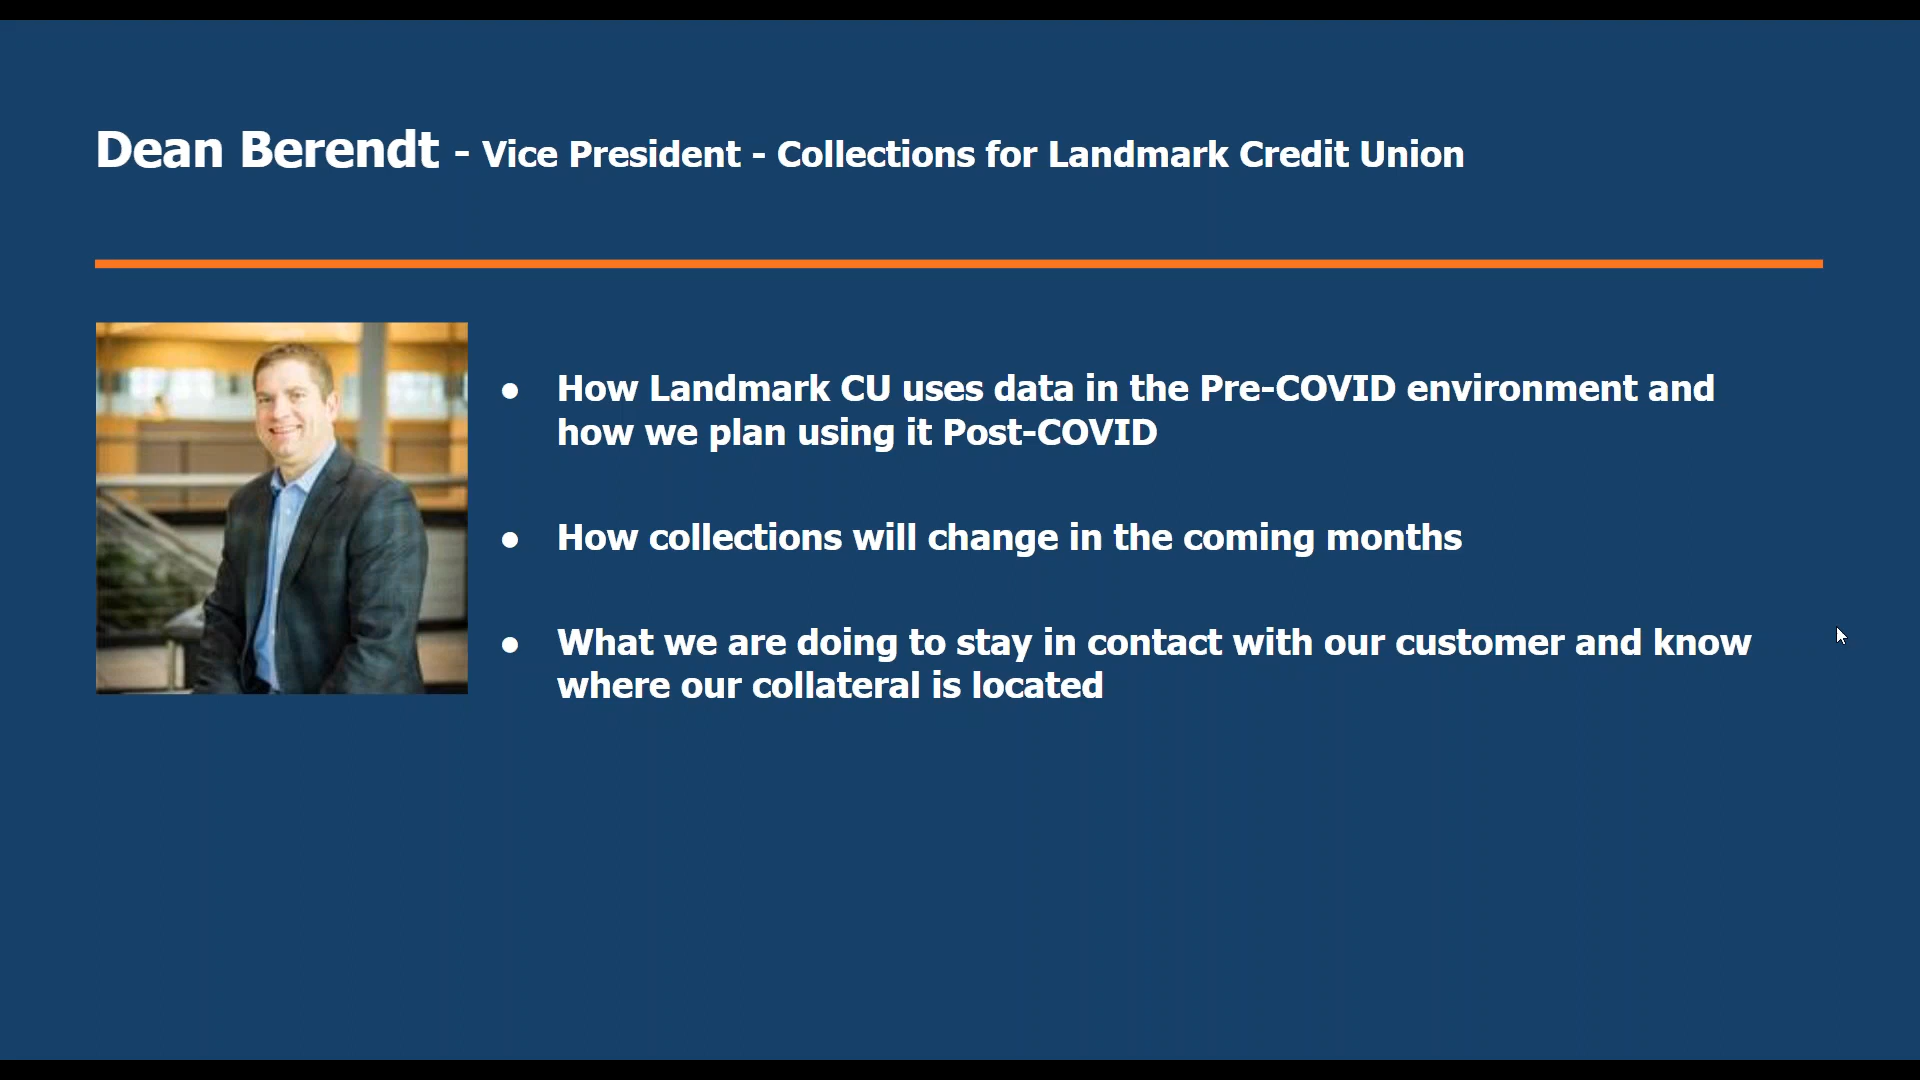 Dean Berendt - Vice President - Collections for Landmark Credit Union
● How Landmark CU uses data in the Pre-COVID environment and
how we plan using it Post-COVID
● How collections will change in the coming months
● What we are doing to stay in contact with our customer and know
where our collateral is located